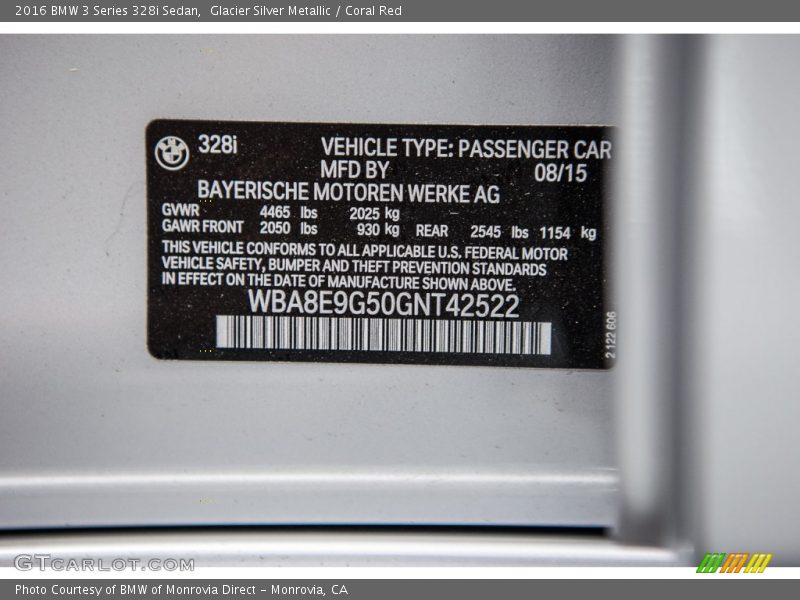 2016 BMW 3 Series 328i Sedan, Glacier Silver Metallic / Coral Red
328i VEHICLE TYPE: PASSENGER CAR
MFD BY 08/15
BAYERISCHE MOTOREN WERKE AG
GVWR 4465 lbs 2025 kg
GAWR FRONT 2050 lbs 930 kg REAR 2545 lbs 1154 kg
THIS VEHICLE CONFORMS TO ALL APPLICABLE U.S. FEDERAL MOTOR
VEHICLE SAFETY, BUMPER AND THEFT PREVENTION STANDARDS
IN EFFECT ON THE DATE OF MANUFACTURE SHOWN ABOVE.
WBA8E9G50GNT42522
2 122 606
GTcarlot.com
Photo Courtesy of BMW of Monrovia Direct – Monrovia, CA